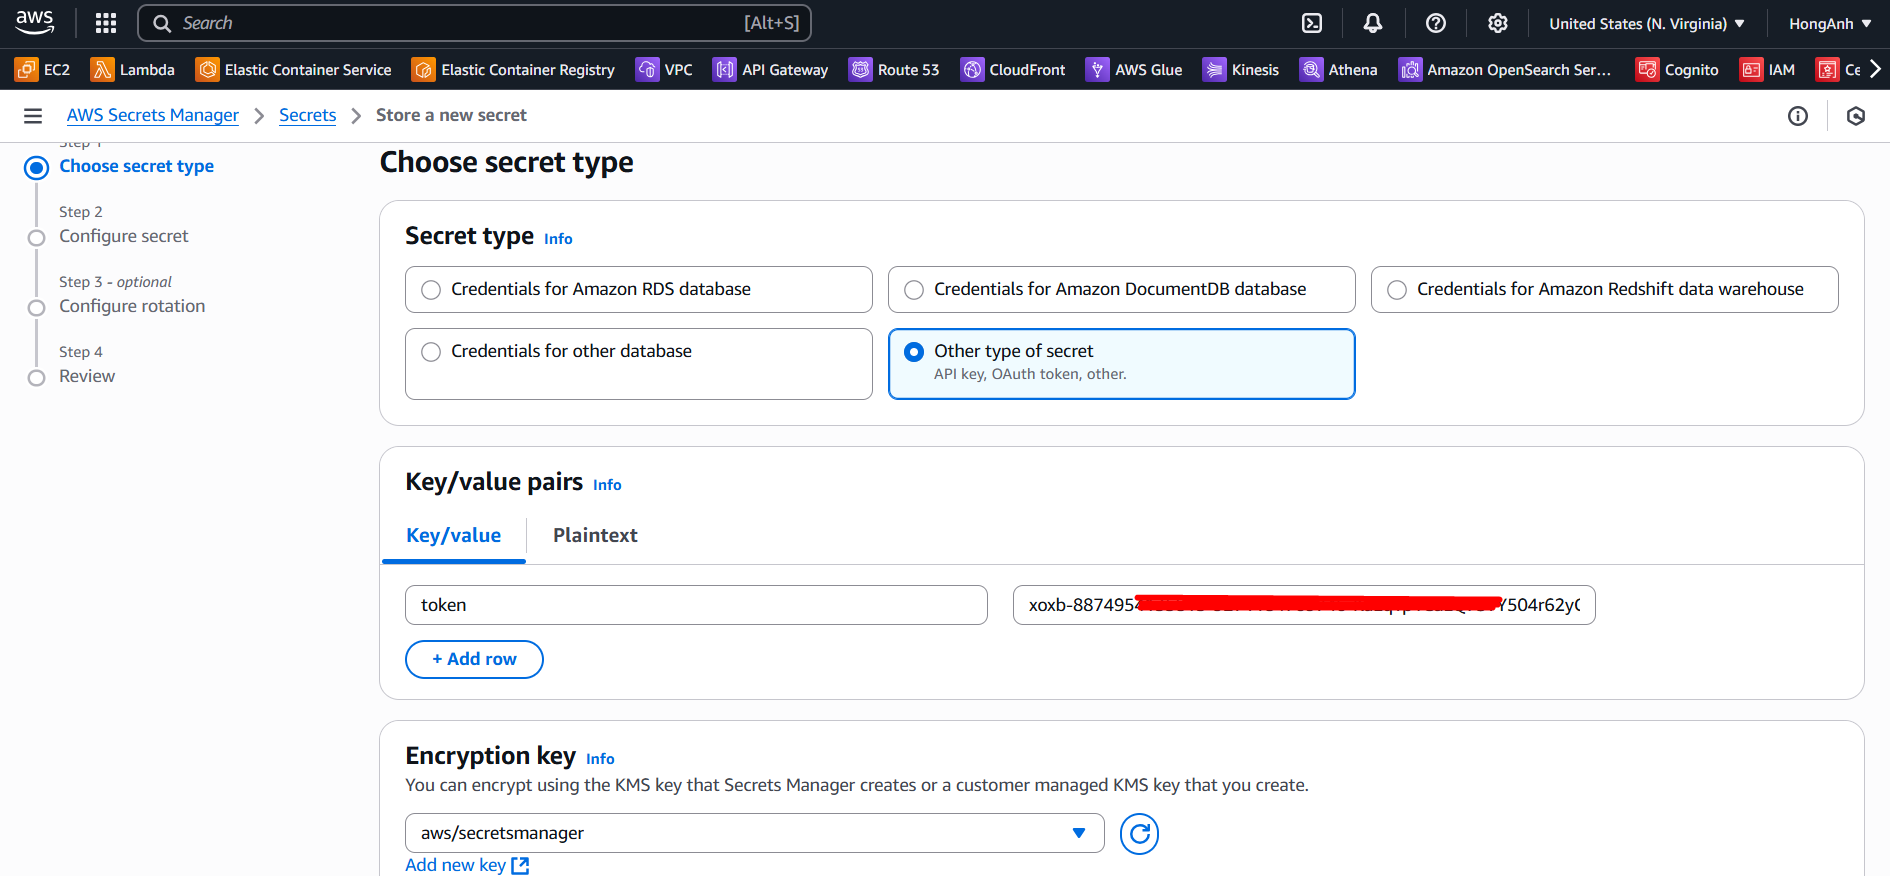 aws
Search [Alt+S]
United States (N. Virginia)
HongAnh
EC2 Lambda Elastic Container Service Elastic Container Registry VPC API Gateway Route 53 CloudFront AWS Glue Kinesis Athena Amazon OpenSearch Ser... Cognito IAM Ce
AWS Secrets Manager > Secrets > Store a new secret
Step 1
Choose secret type
Step 2
Configure secret
Step 3 - optional
Configure rotation
Step 4
Review
Choose secret type
Secret type Info
Credentials for Amazon RDS database
Credentials for Amazon DocumentDB database
Credentials for Amazon Redshift data warehouse
Credentials for other database
Other type of secret
API key, OAuth token, other.
Key/value pairs Info
Key/value Plaintext
token
+ Add row
Encryption key Info
You can encrypt using the KMS key that Secrets Manager creates or a customer managed KMS key that you create.
aws/secretsmanager
Add new key